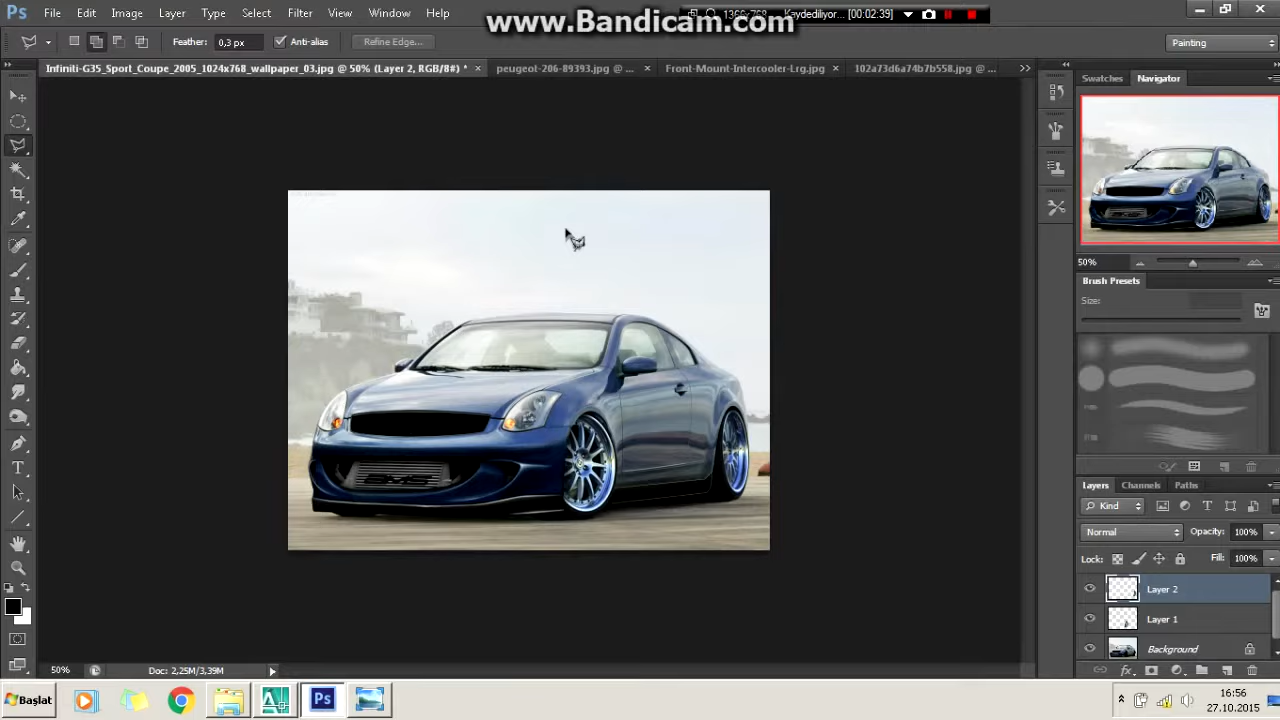 Ps File Edit Image Layer Type Select Filter View Window Help
www.Bandicam.com
1366x768 Kaydediliyor... [00:02:39]
Feather: 0,3 px Anti-alias Refine Edge... Painting
Infiniti-G35_Sport_Coupe_2005_1024x768_wallpaper_03.jpg @ 50% (Layer 2, RGB/8#) * × peugeot-206-89393.jpg @ ... × Front-Mount-Intercooler-Lrg.jpg × 102a73d6a74b7b558.jpg @ ... »
Swatches Navigator
50%
Brush Presets
Size:
Layers Channels Paths
Kind
Normal Opacity: 100%
Lock: Fill: 100%
Layer 2
Layer 1
Background
50% Doc: 2,25M/3,39M
Başlat Ps
16:56
27.10.2015